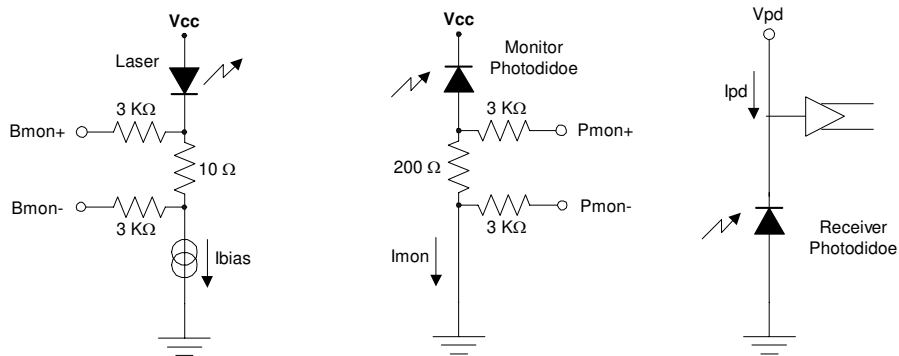 Vcc
Laser
3 KΩ
Bmon+
10 Ω
Bmon-
3 KΩ
Ibias
Vcc
Monitor
Photodidoe
3 KΩ
Pmon+
200 Ω
Pmon-
3 KΩ
Imon
Vpd
Ipd
Receiver
Photodidoe